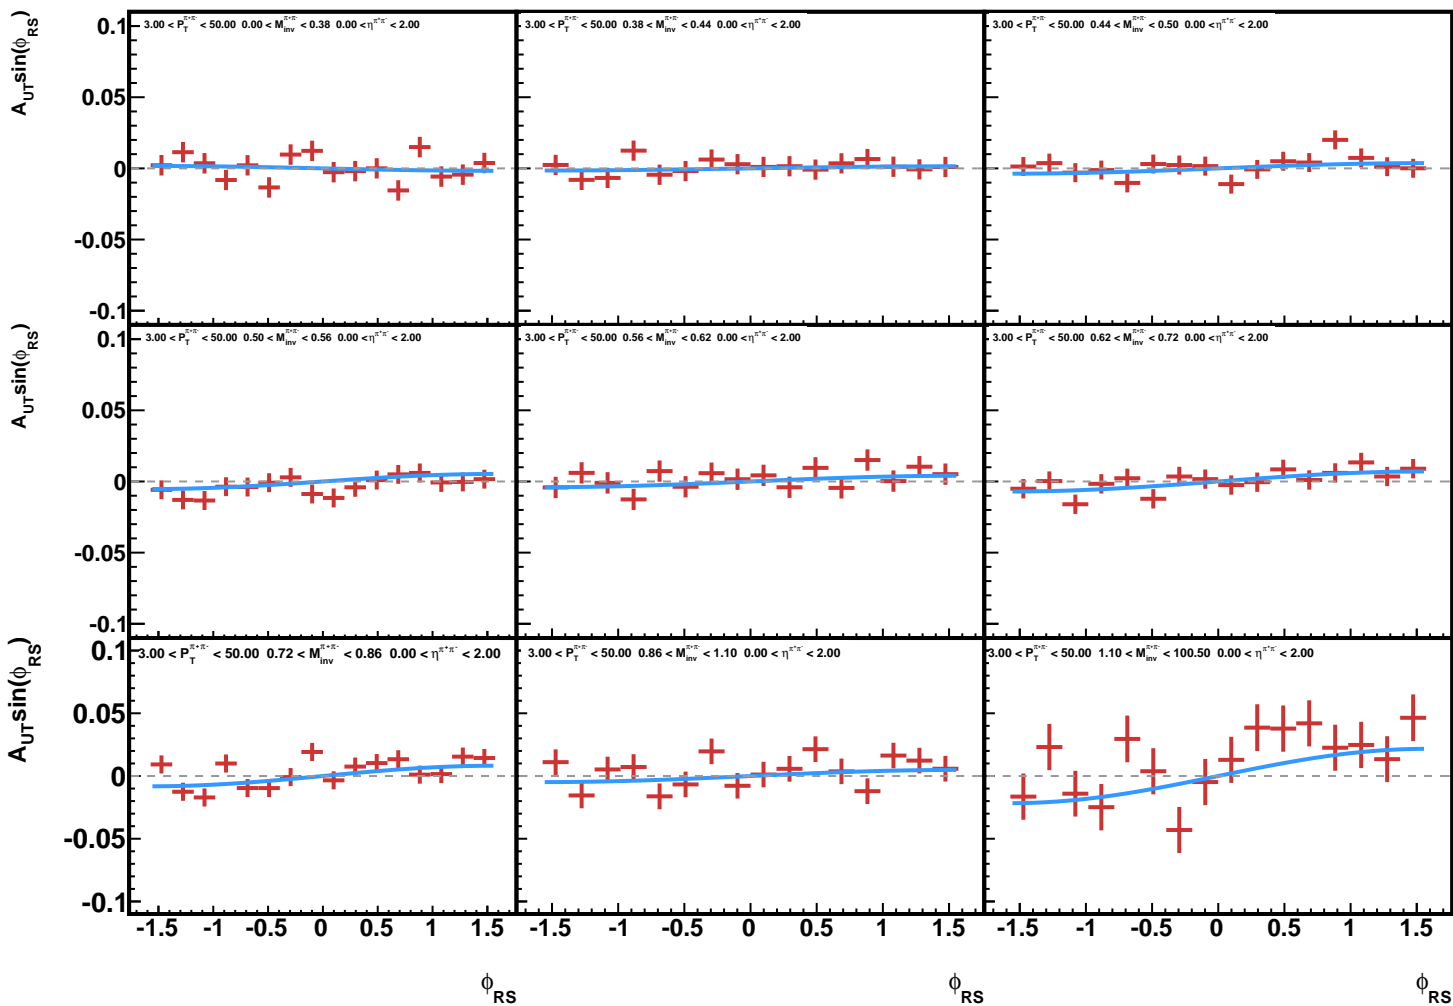 0.1 3.00 < P_T^{π+π-} < 50.00 0.00 < M_inv^{π+π-} < 0.38 0.00 <η^{π+π-} < 2.00 3.00 < P_T^{π+π-} < 50.00 0.38 < M_inv^{π+π-} < 0.44 0.00 <η^{π+π-} < 2.00 3.00 < P_T^{π+π-} < 50.00 0.44 < M_inv^{π+π-} < 0.50 0.00 <η^{π+π-} < 2.00
A_UT sin(ϕ_RS)
0.05
0
-0.05
-0.1
0.1 3.00 < P_T^{π+π-} < 50.00 0.50 < M_inv^{π+π-} < 0.56 0.00 <η^{π+π-} < 2.00 3.00 < P_T^{π+π-} < 50.00 0.56 < M_inv^{π+π-} < 0.62 0.00 <η^{π+π-} < 2.00 3.00 < P_T^{π+π-} < 50.00 0.62 < M_inv^{π+π-} < 0.72 0.00 <η^{π+π-} < 2.00
A_UT sin(ϕ_RS)
0.05
0
-0.05
-0.1
0.1 3.00 < P_T^{π+π-} < 50.00 0.72 < M_inv^{π+π-} < 0.86 0.00 < η^{π+π-} < 2.00 3.00 < P_T^{π+π-} < 50.00 0.86 < M_inv^{π+π-} < 1.10 0.00 <η^{π+π-} < 2.00 3.00 < P_T^{π+π-} < 50.00 1.10 < M_inv^{π+π-} < 100.50 0.00 <η^{π+π-} < 2.00
A_UT sin(ϕ_RS)
0.05
0
-0.05
-0.1
-1.5 -1 -0.5 0 0.5 1 1.5 -1.5 -1 -0.5 0 0.5 1 1.5 -1.5 -1 -0.5 0 0.5 1 1.5
ϕ_RS ϕ_RS ϕ_RS